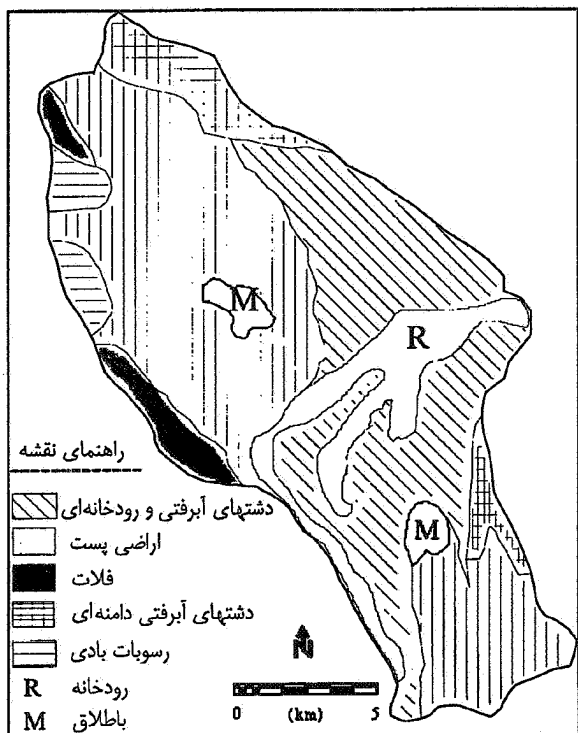 M
R
M
راهنمای نقشه
دشتهای آبرفتی و رودخانه‌ای
اراضی پست
فلات
دشتهای آبرفتی دامنه‌ای
رسوبات بادی
R رودخانه
M باطلاق
N
0 (km) 5